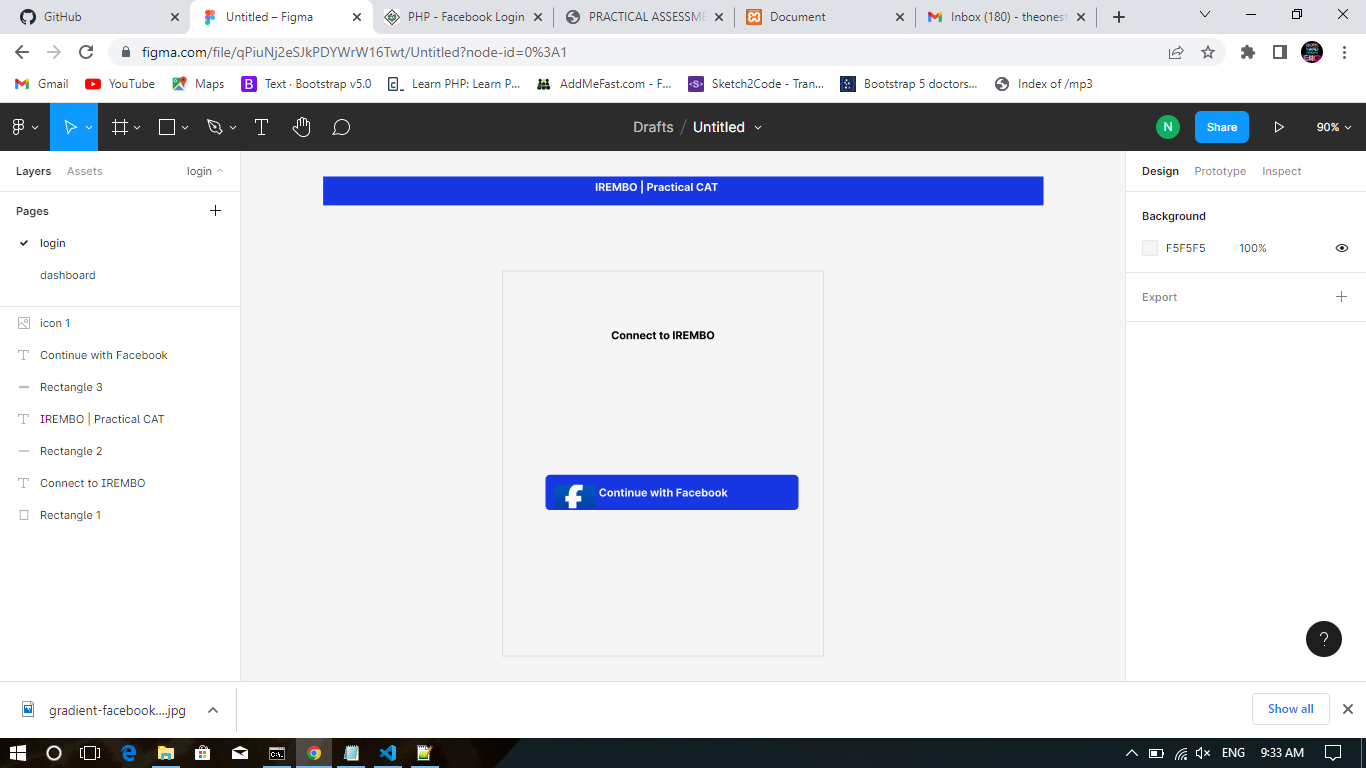 GitHub
Untitled – Figma
PHP - Facebook Login
PRACTICAL ASSESSME
Document
Inbox (180) - theonest
figma.com/file/qPiuNj2eSJkPDYWrW16Twt/Untitled?node-id=0%3A1
Gmail
YouTube
Maps
Text · Bootstrap v5.0
Learn PHP: Learn P...
AddMeFast.com - F...
Sketch2Code - Tran...
Bootstrap 5 doctors...
Index of /mp3
Drafts / Untitled
N
Share
90%
Layers
Assets
login
Pages
login
dashboard
icon 1
Continue with Facebook
Rectangle 3
IREMBO | Practical CAT
Rectangle 2
Connect to IREMBO
Rectangle 1
IREMBO | Practical CAT
Connect to IREMBO
f Continue with Facebook
Design
Prototype
Inspect
Background
F5F5F5
100%
Export
?
gradient-facebook....jpg
Show all
ENG
9:33 AM